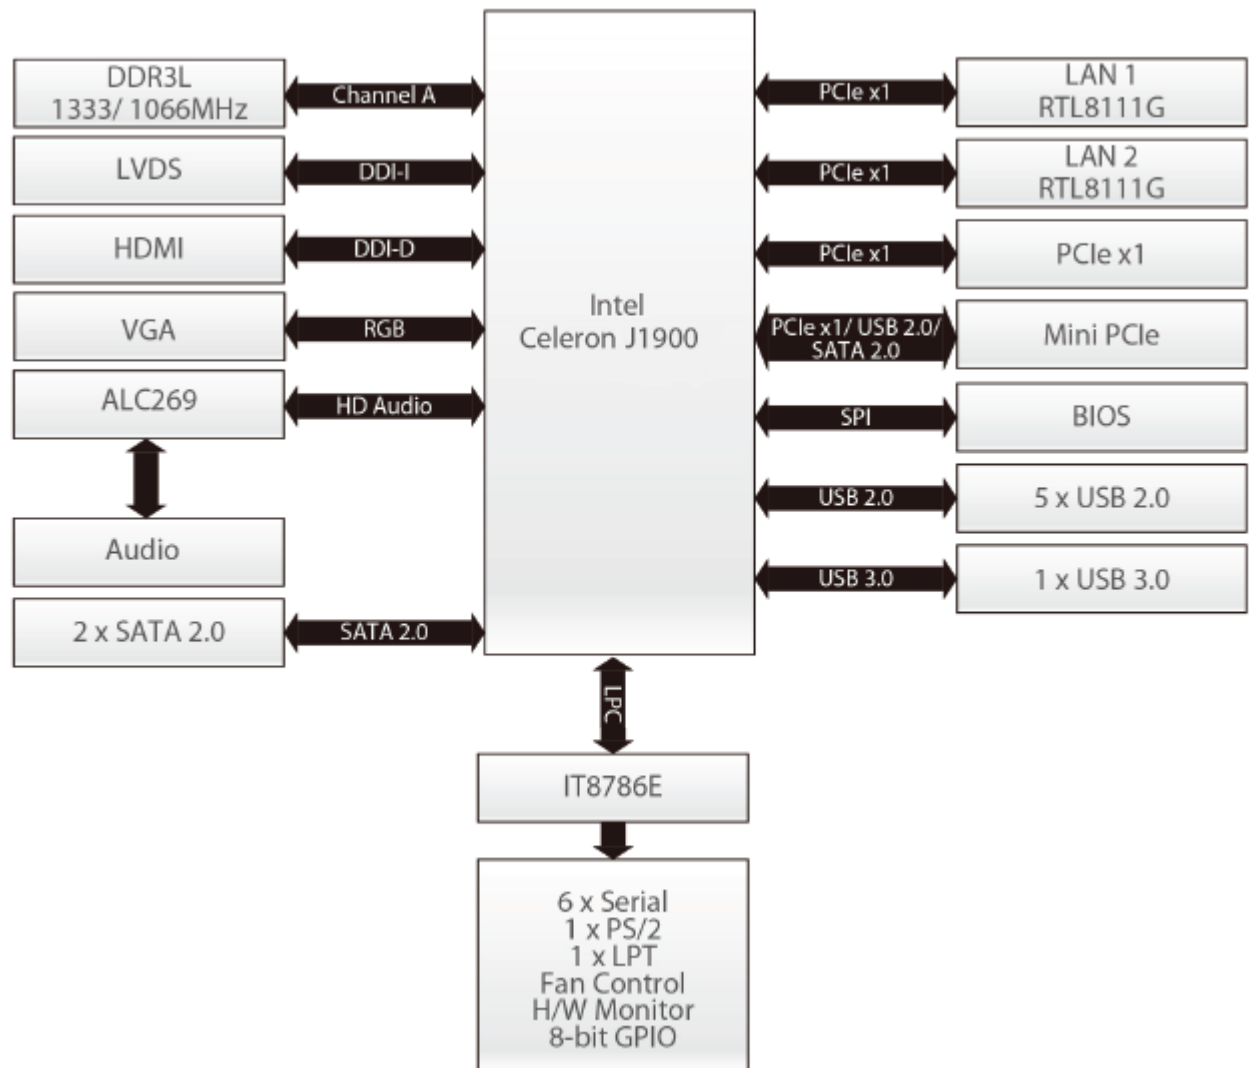 DDR3L
1333/ 1066MHz
Channel A
LVDS
DDI-I
HDMI
DDI-D
VGA
RGB
ALC269
HD Audio
Audio
2 x SATA 2.0
SATA 2.0
Intel
Celeron J1900
PCIe x1
LAN 1
RTL8111G
PCIe x1
LAN 2
RTL8111G
PCIe x1
PCIe x1
PCIe x1/ USB 2.0/
SATA 2.0
Mini PCIe
SPI
BIOS
USB 2.0
5 x USB 2.0
USB 3.0
1 x USB 3.0
LPC
IT8786E
6 x Serial
1 x PS/2
1 x LPT
Fan Control
H/W Monitor
8-bit GPIO